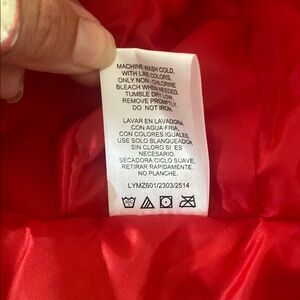 MACHINE WASH COLD,
WITH LIKE COLORS,
ONLY NON - CHLORINE
BLEACH WHEN NEEDED.
TUMBLE DRY LOW.
REMOVE PROMPTLY.
DO NOT IRON.
LAVAR EN LAVADORA
CON AGUA FRIA,
CON COLORES IGUALES.
USE SOLO BLANQUEADOR
SIN CLORO SI ES
NECESARIO.
SECADORA CICLO SUAVE,
RETIRAR RAPIDAMENTE.
NO PLANCHE.
LYMZ601/2303/2514